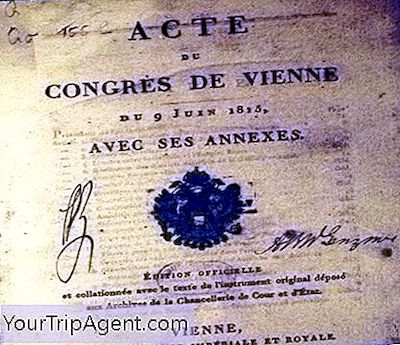 ACTE
DU
CONGRÈS DE VIENNE
DU 9 JUIN 1815,
AVEC SES ANNEXES.
ÉDITION OFFICIELLE
et collationnée avec le texte de l'instrument original déposé
aux Archives de la Chancellerie de Cour et d'État.
VIENNE,
IMPÉRIALE ET ROYALE.
YourTripAgent.com